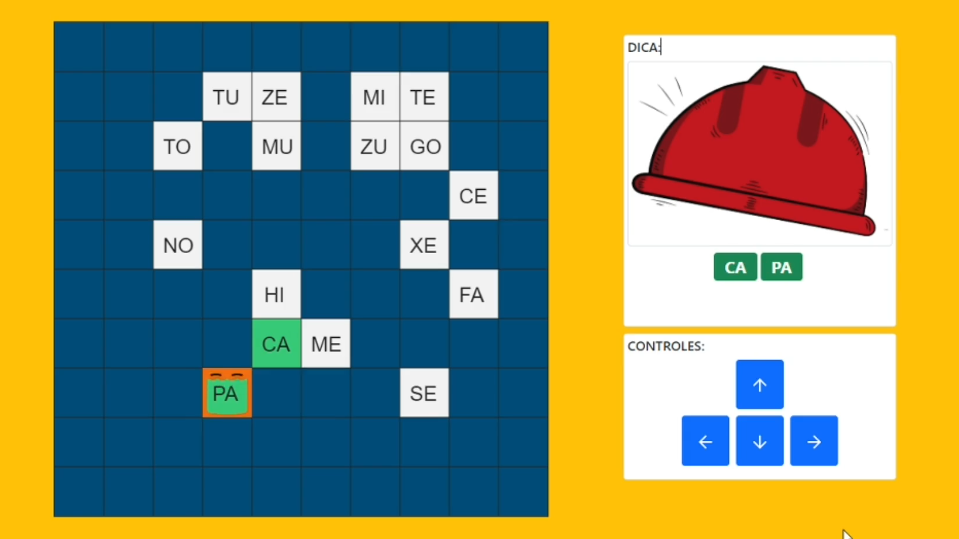 TU ZE MI TE
TO MU ZU GO
CE
NO XE
HI FA
CA ME
PA SE
DICA:
CA PA
CONTROLES: